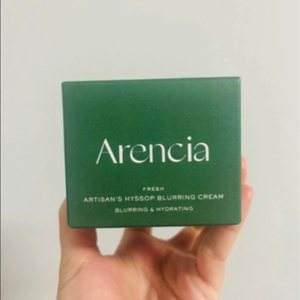 Arencia
FRESH
ARTISAN'S HYSSOP BLURRING CREAM
BLURRING & HYDRATING